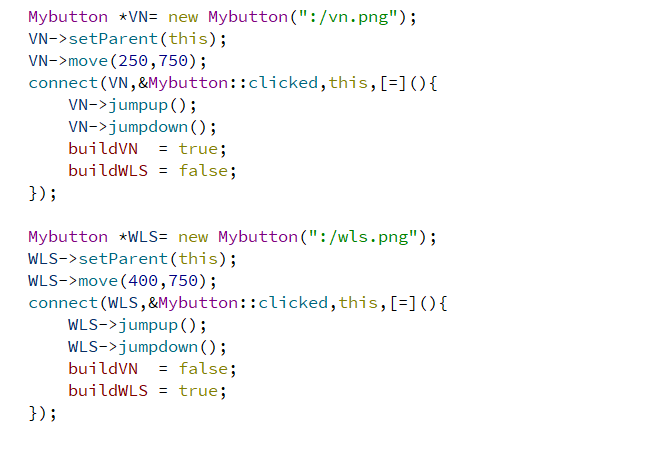 Mybutton *VN= new Mybutton(":/vn.png");
VN->setParent(this);
VN->move(250,750);
connect(VN,&Mybutton::clicked,this,[=](){
    VN->jumpup();
    VN->jumpdown();
    buildVN  = true;
    buildWLS = false;
});

Mybutton *WLS= new Mybutton(":/wls.png");
WLS->setParent(this);
WLS->move(400,750);
connect(WLS,&Mybutton::clicked,this,[=](){
    WLS->jumpup();
    WLS->jumpdown();
    buildVN  = false;
    buildWLS = true;
});